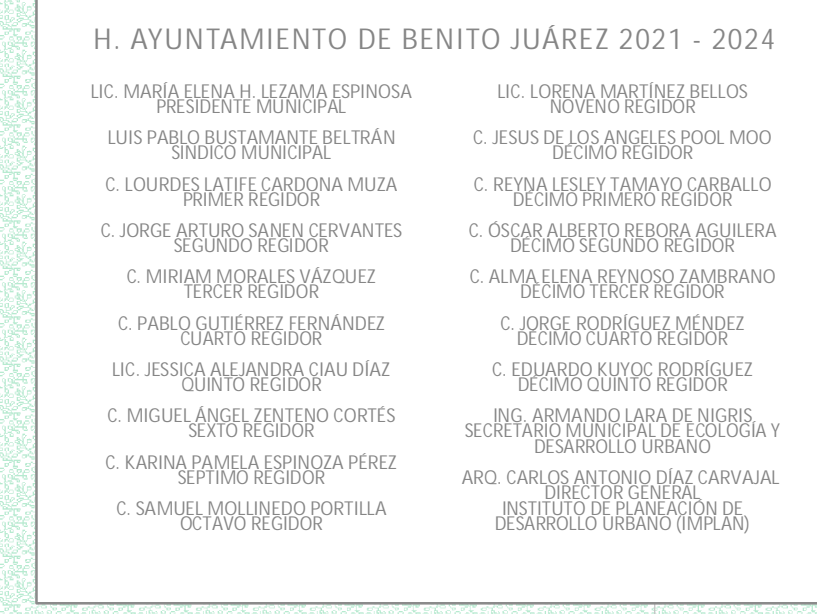 H. AYUNTAMIENTO DE BENITO JUÁREZ 2021 - 2024
LIC. MARÍA ELENA H. LEZAMA ESPINOSA
PRESIDENTE MUNICIPAL
LUIS PABLO BUSTAMANTE BELTRÁN
SÍNDICO MUNICIPAL
C. LOURDES LATIFE CARDONA MUZA
PRIMER REGIDOR
C. JORGE ARTURO SANEN CERVANTES
SEGUNDO REGIDOR
C. MIRIAM MORALES VÁZQUEZ
TERCER REGIDOR
C. PABLO GUTIÉRREZ FERNÁNDEZ
CUARTO REGIDOR
LIC. JESSICA ALEJANDRA CIAU DÍAZ
QUINTO REGIDOR
C. MIGUEL ÁNGEL ZENTENO CORTÉS
SEXTO REGIDOR
C. KARINA PAMELA ESPINOZA PÉREZ
SEPTIMO REGIDOR
C. SAMUEL MOLLINEDO PORTILLA
OCTAVO REGIDOR
LIC. LORENA MARTÍNEZ BELLOS
NOVENO REGIDOR
C. JESUS DE LOS ANGELES POOL MOO
DÉCIMO REGIDOR
C. REYNA LESLEY TAMAYO CARBALLO
DÉCIMO PRIMERO REGIDOR
C. ÓSCAR ALBERTO REBORA AGUILERA
DÉCIMO SEGUNDO REGIDOR
C. ALMA ELENA REYNOSO ZAMBRANO
DÉCIMO TERCER REGIDOR
C. JORGE RODRÍGUEZ MÉNDEZ
DÉCIMO CUARTO REGIDOR
C. EDUARDO KUYOC RODRÍGUEZ
DÉCIMO QUINTO REGIDOR
ING. ARMANDO LARA DE NIGRIS
SECRETARIO MUNICIPAL DE ECOLOGÍA Y
DESARROLLO URBANO
ARQ. CARLOS ANTONIO DÍAZ CARVAJAL
DIRECTOR GENERAL
INSTITUTO DE PLANEACIÓN DE
DESARROLLO URBANO (IMPLAN)